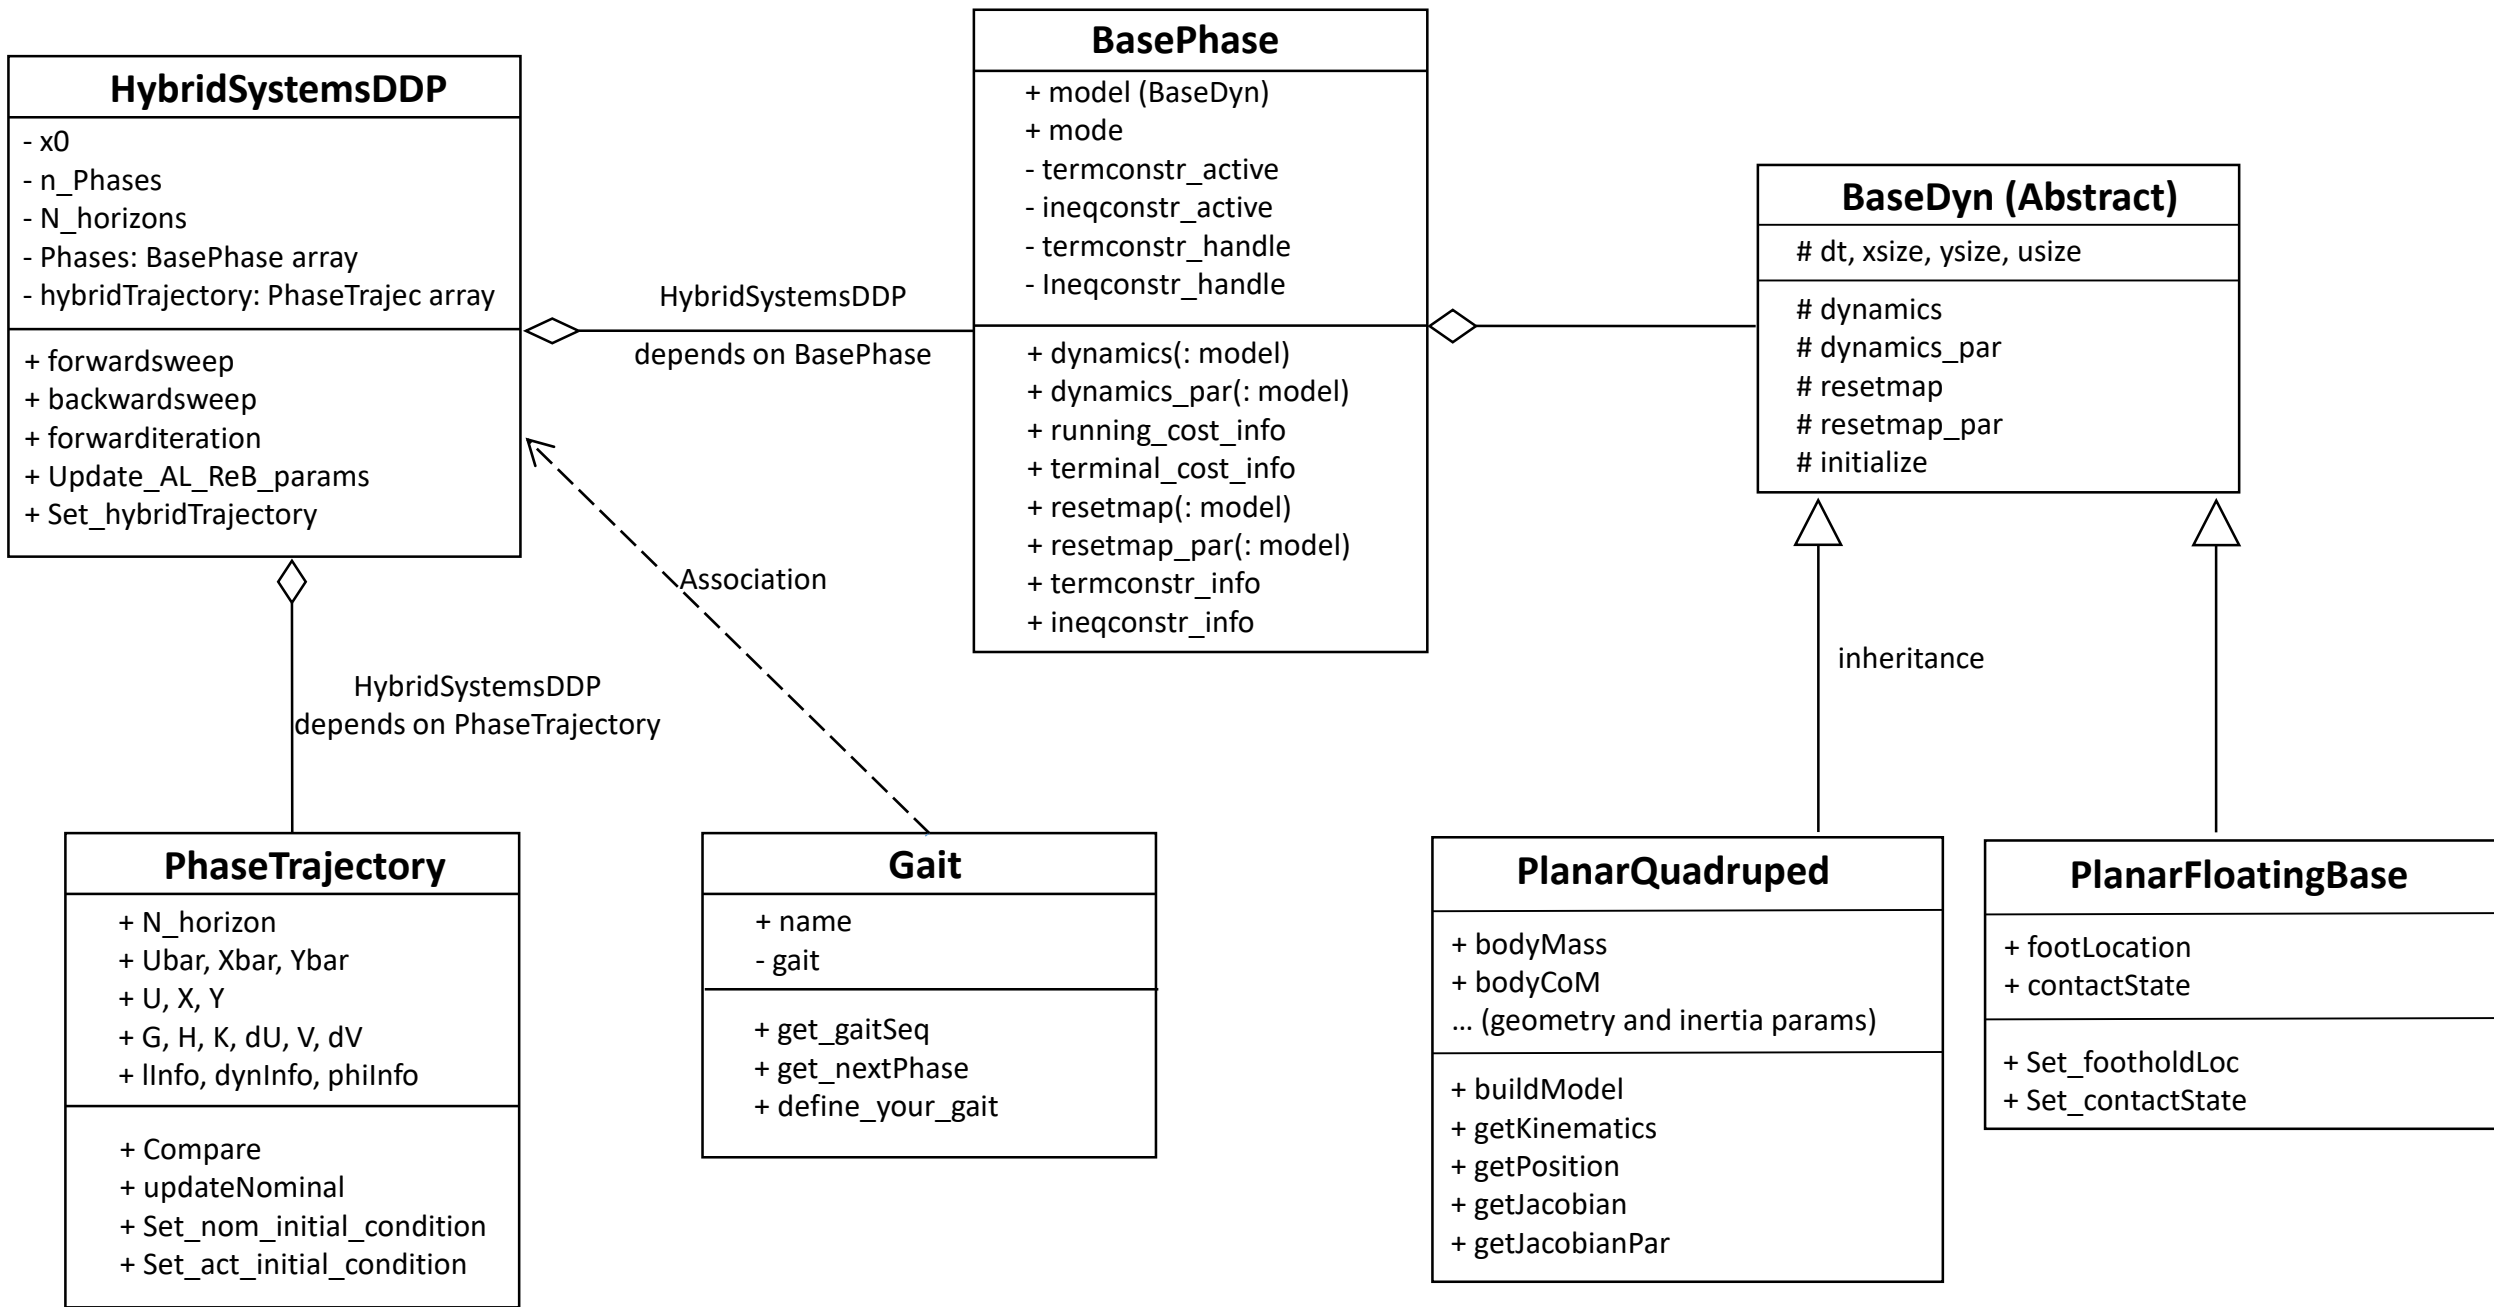 HybridSystemsDDP
- x0
- n_Phases
- N_horizons
- Phases: BasePhase array
- hybridTrajectory: PhaseTrajec array
+ forwardsweep
+ backwardsweep
+ forwarditeration
+ Update_AL_ReB_params
+ Set_hybridTrajectory
HybridSystemsDDP
depends on BasePhase
BasePhase
+ model (BaseDyn)
+ mode
- termconstr_active
- ineqconstr_active
- termconstr_handle
- Ineqconstr_handle
+ dynamics(: model)
+ dynamics_par(: model)
+ running_cost_info
+ terminal_cost_info
+ resetmap(: model)
+ resetmap_par(: model)
+ termconstr_info
+ ineqconstr_info
BaseDyn (Abstract)
# dt, xsize, ysize, usize
# dynamics
# dynamics_par
# resetmap
# resetmap_par
# initialize
Association
inheritance
HybridSystemsDDP
depends on PhaseTrajectory
PhaseTrajectory
+ N_horizon
+ Ubar, Xbar, Ybar
+ U, X, Y
+ G, H, K, dU, V, dV
+ lInfo, dynInfo, phiInfo
+ Compare
+ updateNominal
+ Set_nom_initial_condition
+ Set_act_initial_condition
Gait
+ name
- gait
+ get_gaitSeq
+ get_nextPhase
+ define_your_gait
PlanarQuadruped
+ bodyMass
+ bodyCoM
... (geometry and inertia params)
+ buildModel
+ getKinematics
+ getPosition
+ getJacobian
+ getJacobianPar
PlanarFloatingBase
+ footLocation
+ contactState
+ Set_footholdLoc
+ Set_contactState